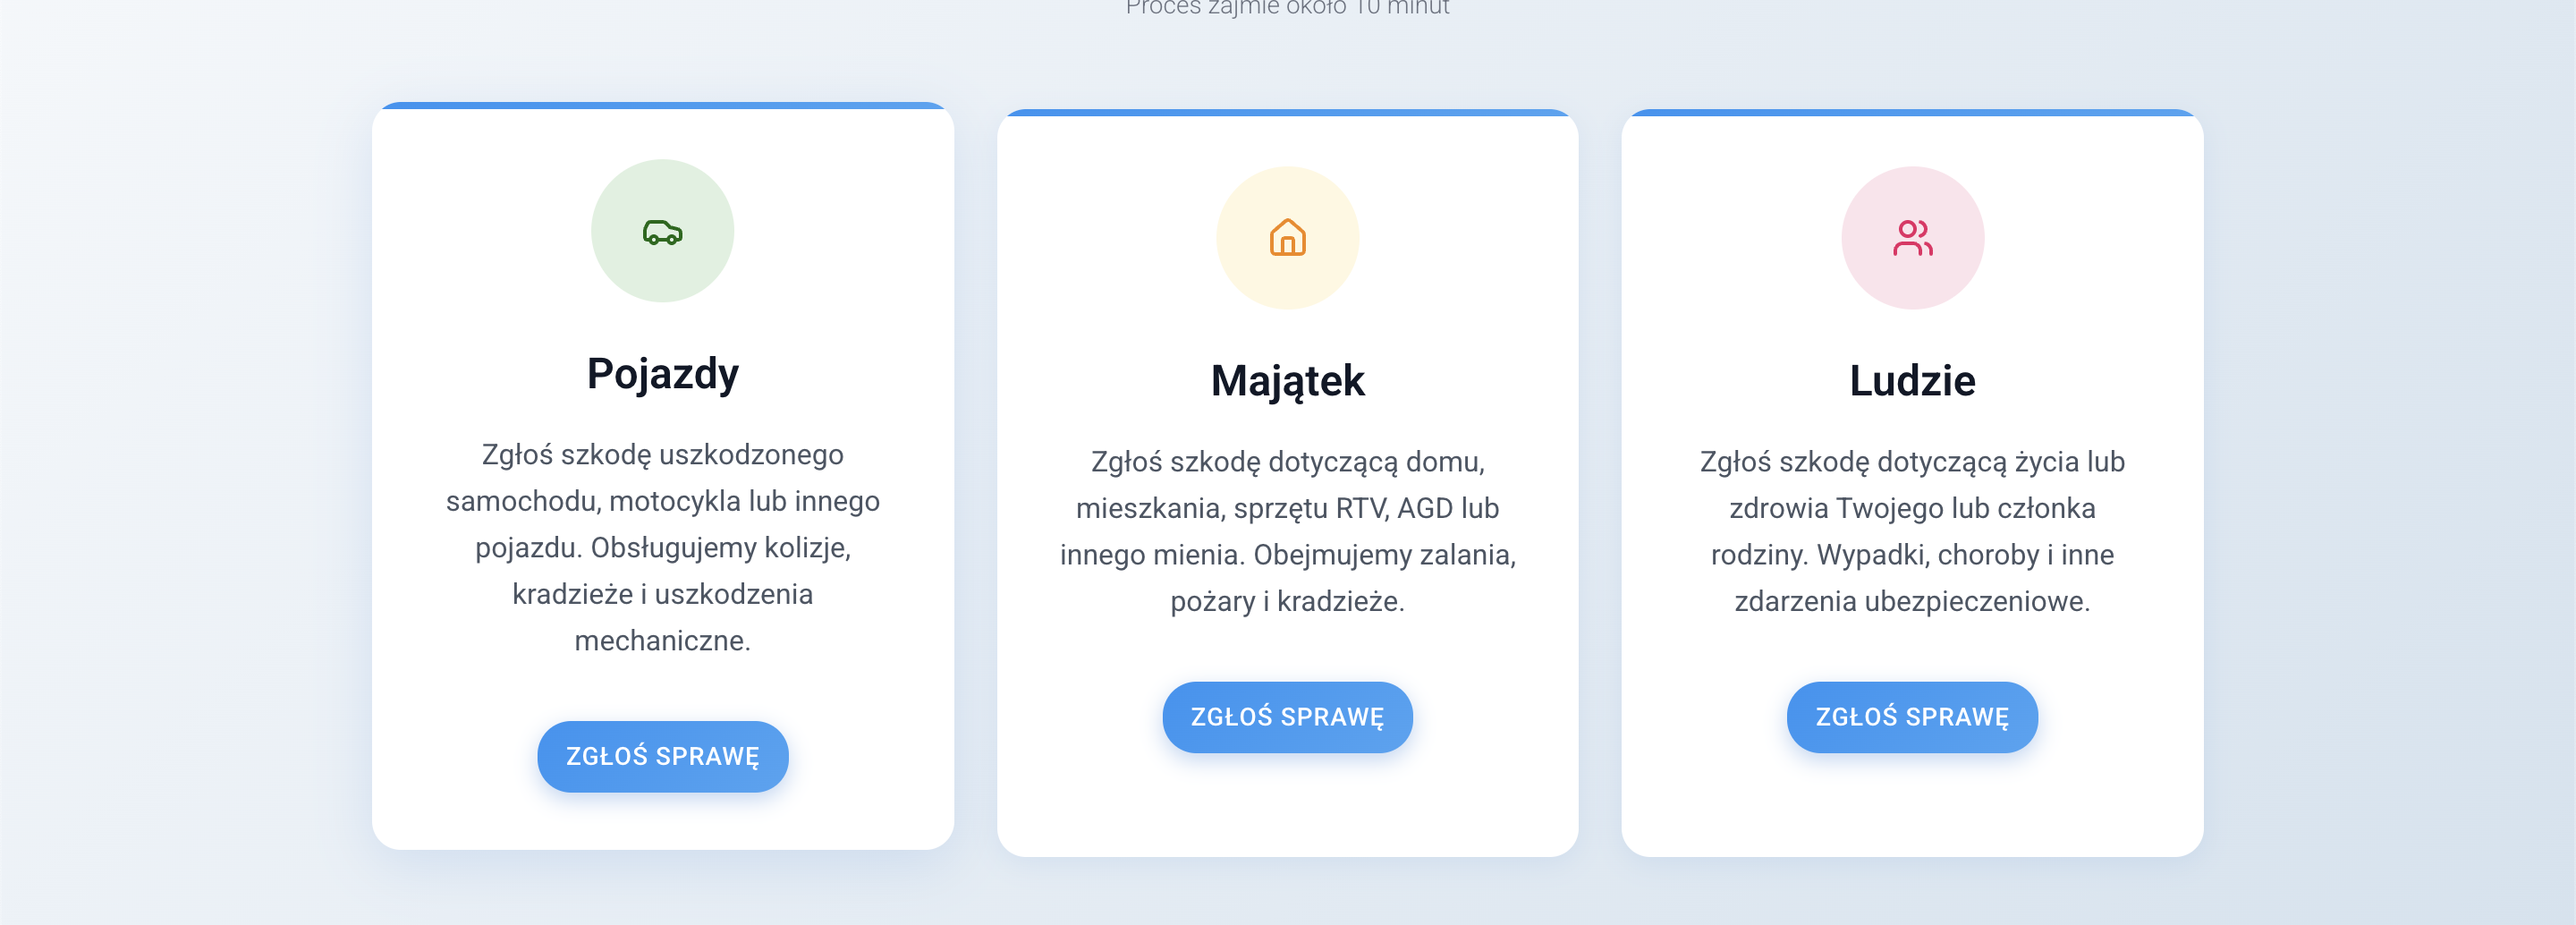 Proces zajmie około 10 minut
Pojazdy
Zgłoś szkodę uszkodzonego
samochodu, motocykla lub innego
pojazdu. Obsługujemy kolizje,
kradzieże i uszkodzenia
mechaniczne.
ZGŁOŚ SPRAWĘ
Majątek
Zgłoś szkodę dotyczącą domu,
mieszkania, sprzętu RTV, AGD lub
innego mienia. Obejmujemy zalania,
pożary i kradzieże.
ZGŁOŚ SPRAWĘ
Ludzie
Zgłoś szkodę dotyczącą życia lub
zdrowia Twojego lub członka
rodziny. Wypadki, choroby i inne
zdarzenia ubezpieczeniowe.
ZGŁOŚ SPRAWĘ